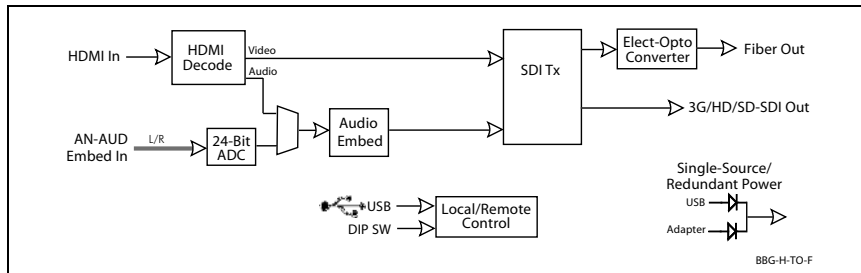 HDMI In
HDMI
Decode
Video
Audio
SDI Tx
Elect-Opto
Converter
Fiber Out
3G/HD/SD-SDI Out
AN-AUD
Embed In
L/R
24-Bit
ADC
Audio
Embed
USB
DIP SW
Local/Remote
Control
Single-Source/
Redundant Power
USB
Adapter
BBG-H-TO-F